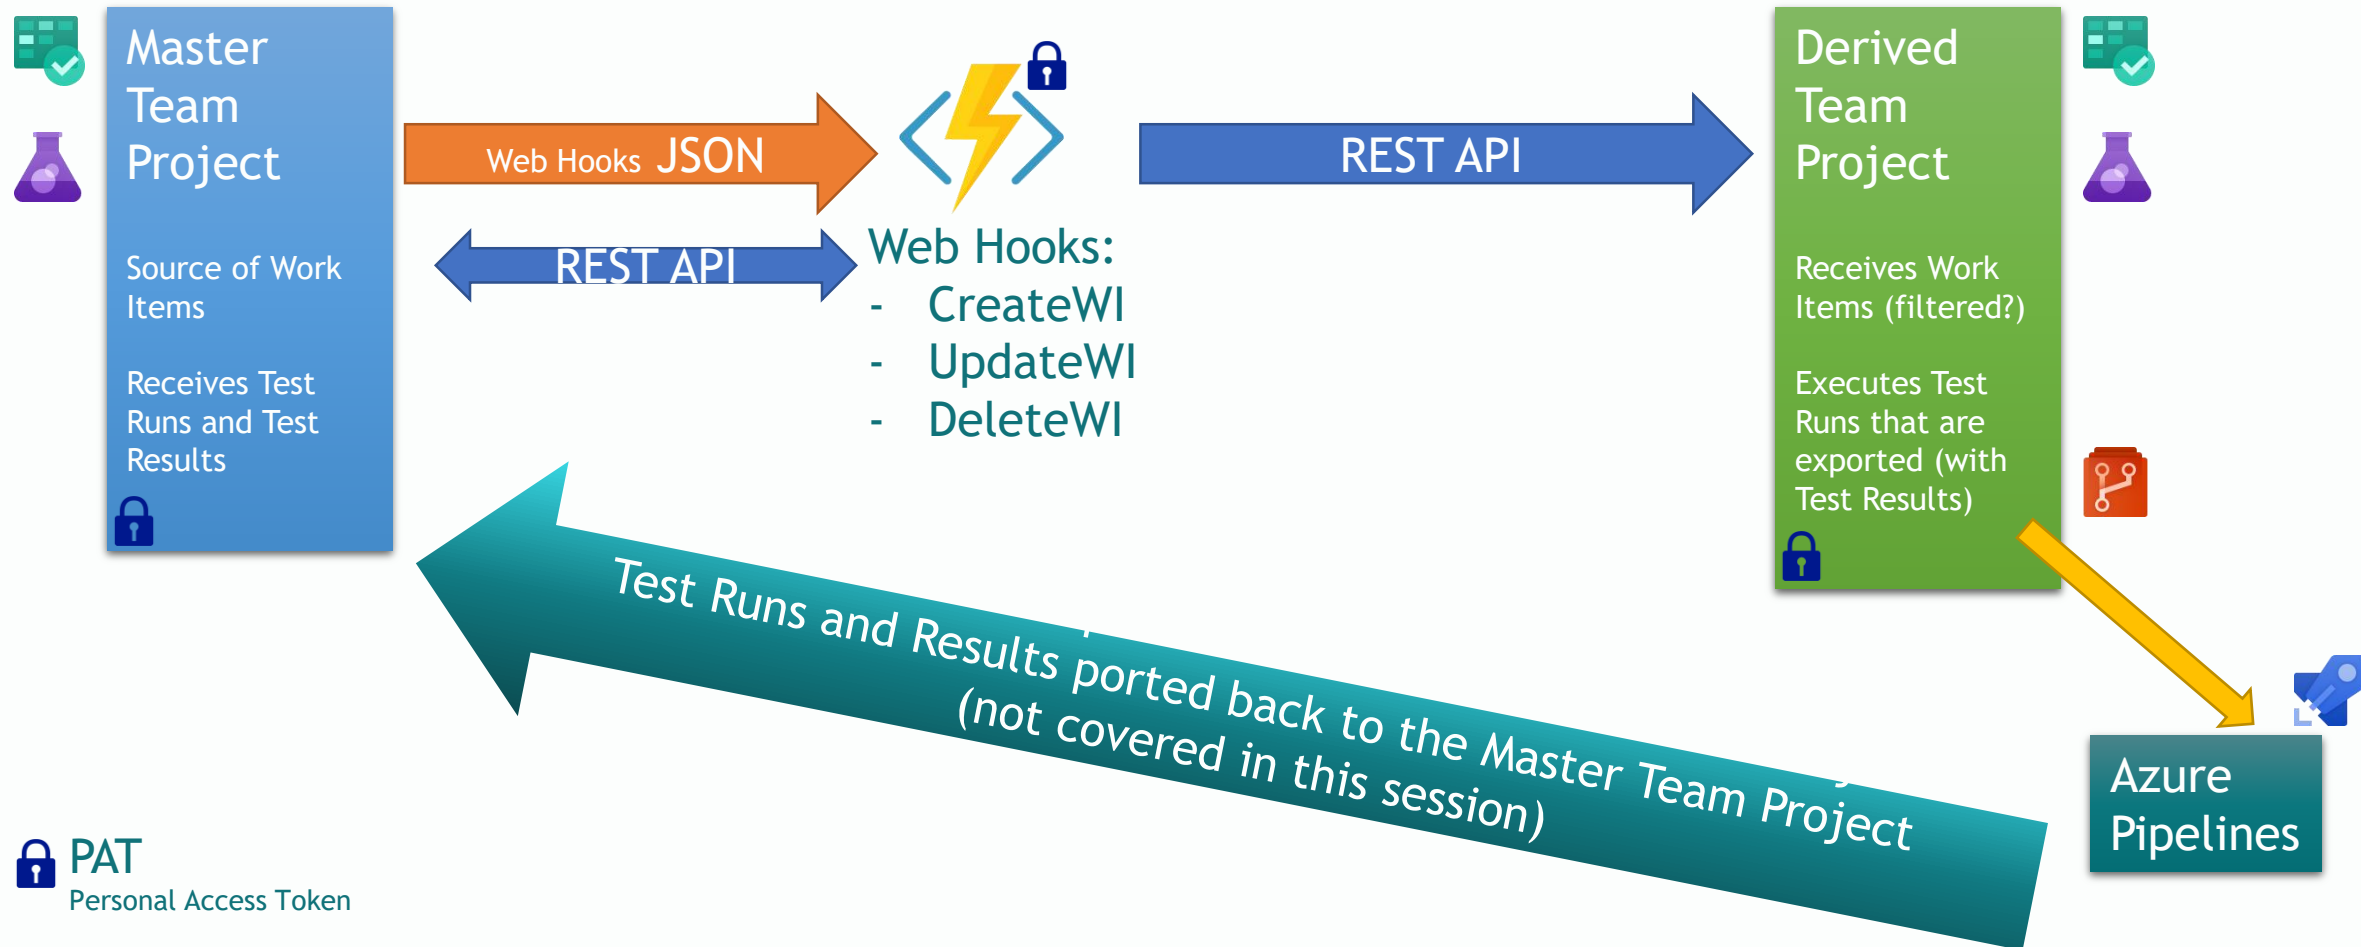 Master
Team
Project
Source of Work
Items
Receives Test
Runs and Test
Results
Web Hooks JSON
REST API
Web Hooks:
- CreateWI
- UpdateWI
- DeleteWI
REST API
Derived
Team
Project
Receives Work
Items (filtered?)
Executes Test
Runs that are
exported (with
Test Results)
Test Runs and Results ported back to the Master Team Project
(not covered in this session)
Azure
Pipelines
PAT
Personal Access Token